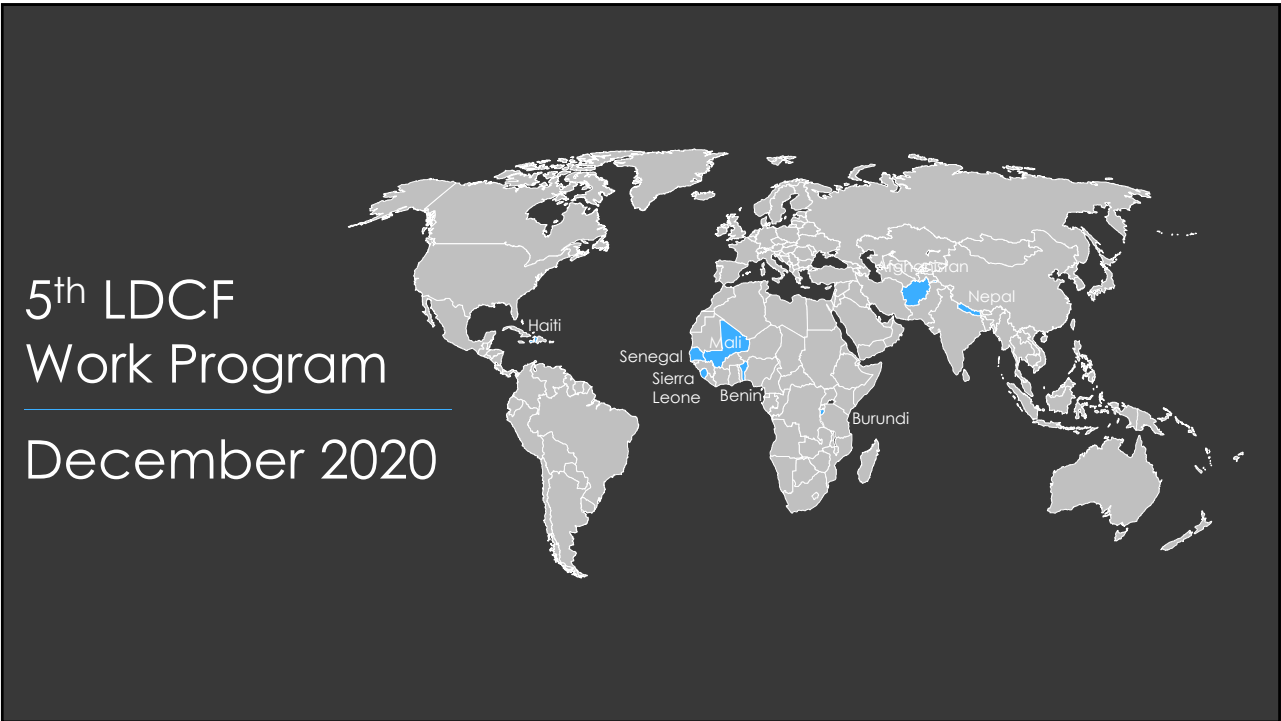 5th LDCF
Work Program
December 2020
Haiti
Senegal
Mali
Sierra
Leone
Benin
Burundi
Afghanistan
Nepal